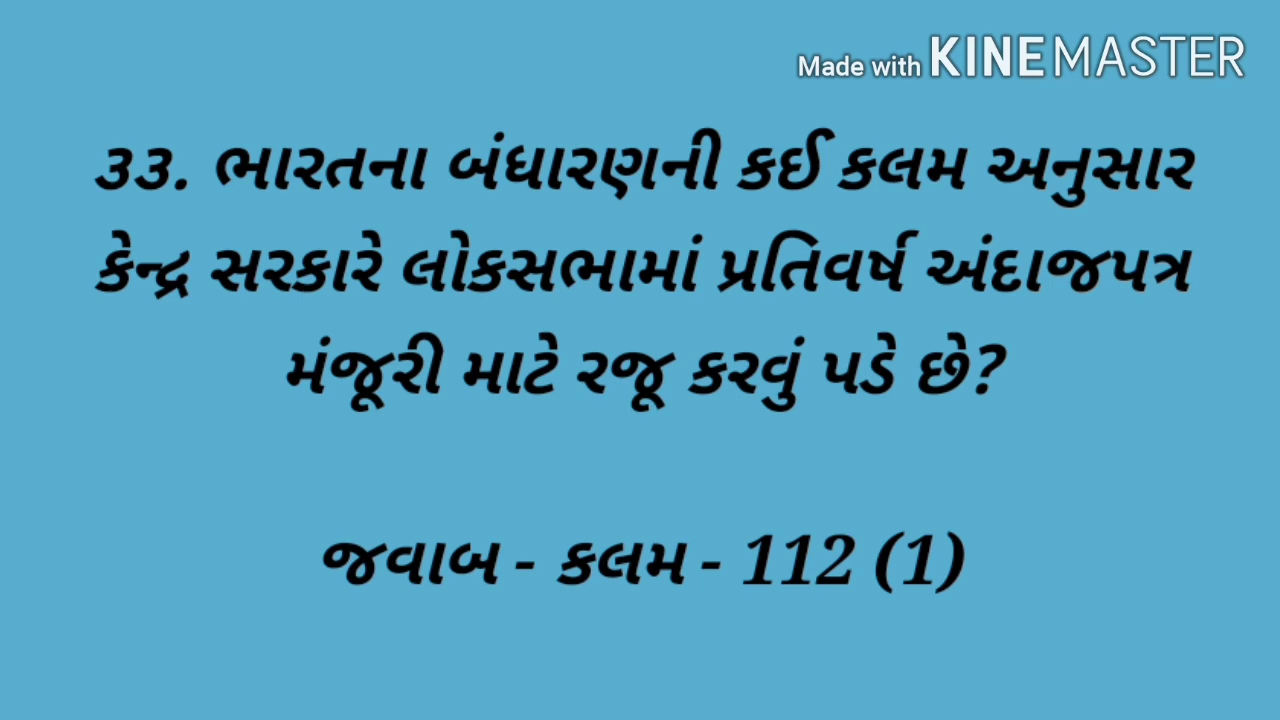 Made with KINEMASTER
૩૩. ભારતના બંધારણની કઈ કલમ અનુસાર
કેન્દ્ર સરકારે લોકસભામાં પ્રતિવર્ષ અંદાજપત્ર
મંજૂરી માટે રજૂ કરવું પડે છે?
જવાબ - કલમ - 112 (1)